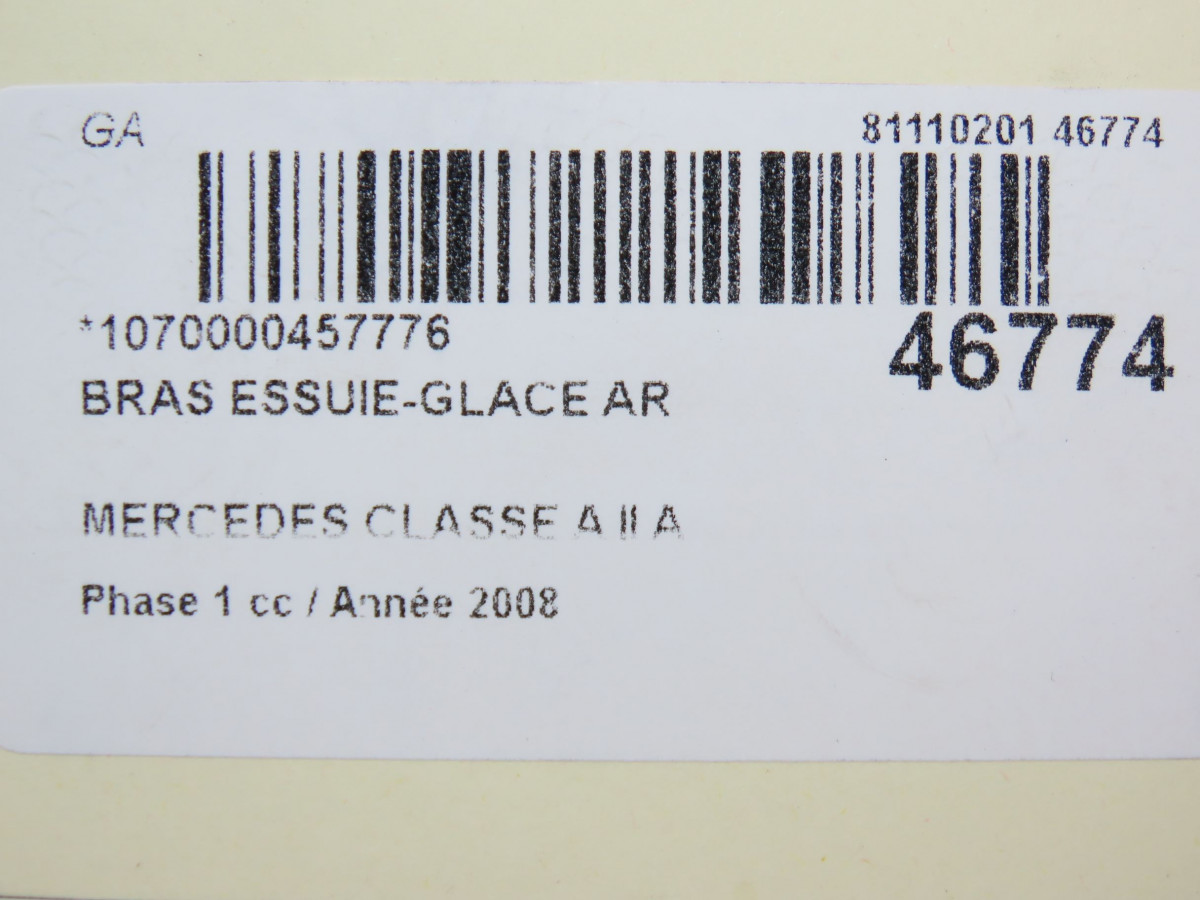 GA
81110201 46774
*1070000457776
46774
BRAS ESSUIE-GLACE AR
MERCEDES CLASSE A II A
Phase 1 cc / Année 2008